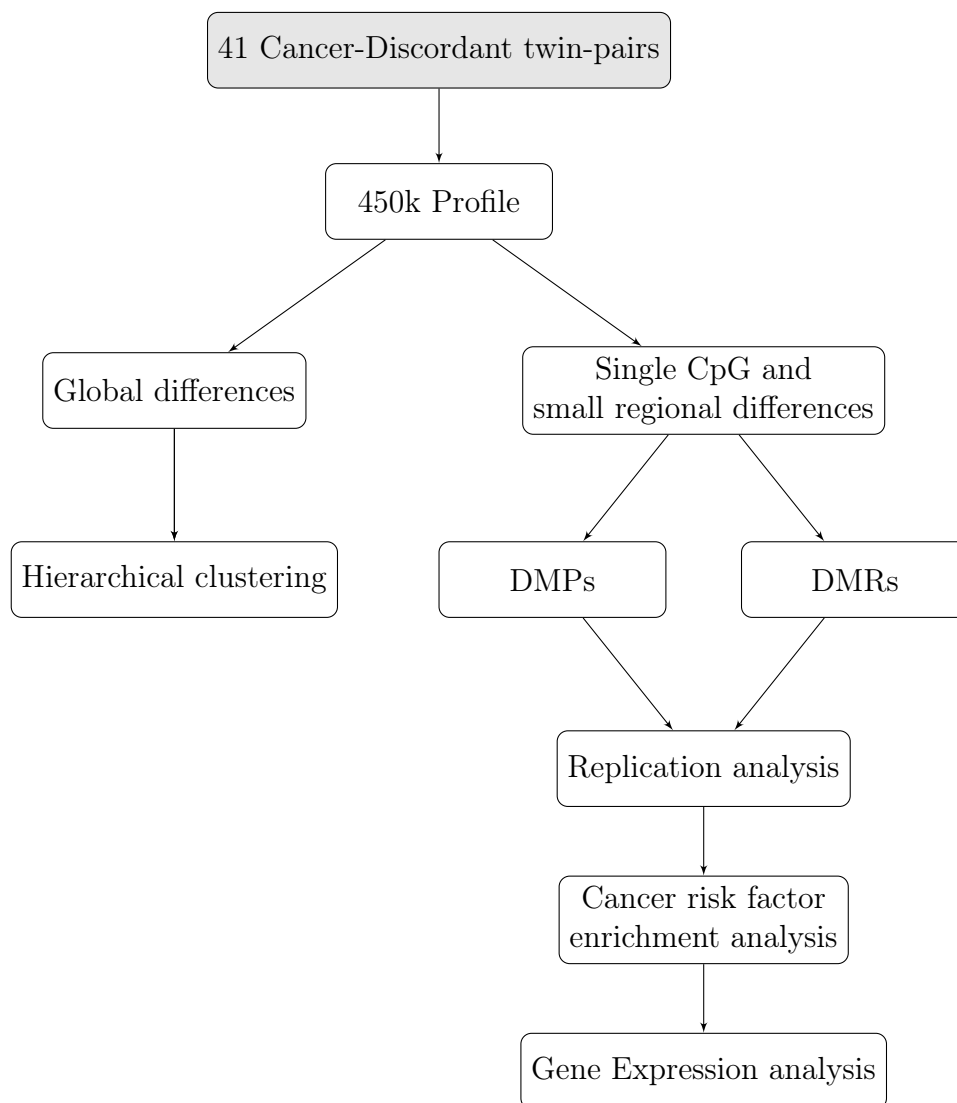 41 Cancer-Discordant twin-pairs
450k Profile
Global differences
Single CpG and
small regional differences
Hierarchical clustering
DMPs
DMRs
Replication analysis
Cancer risk factor
enrichment analysis
Gene Expression analysis